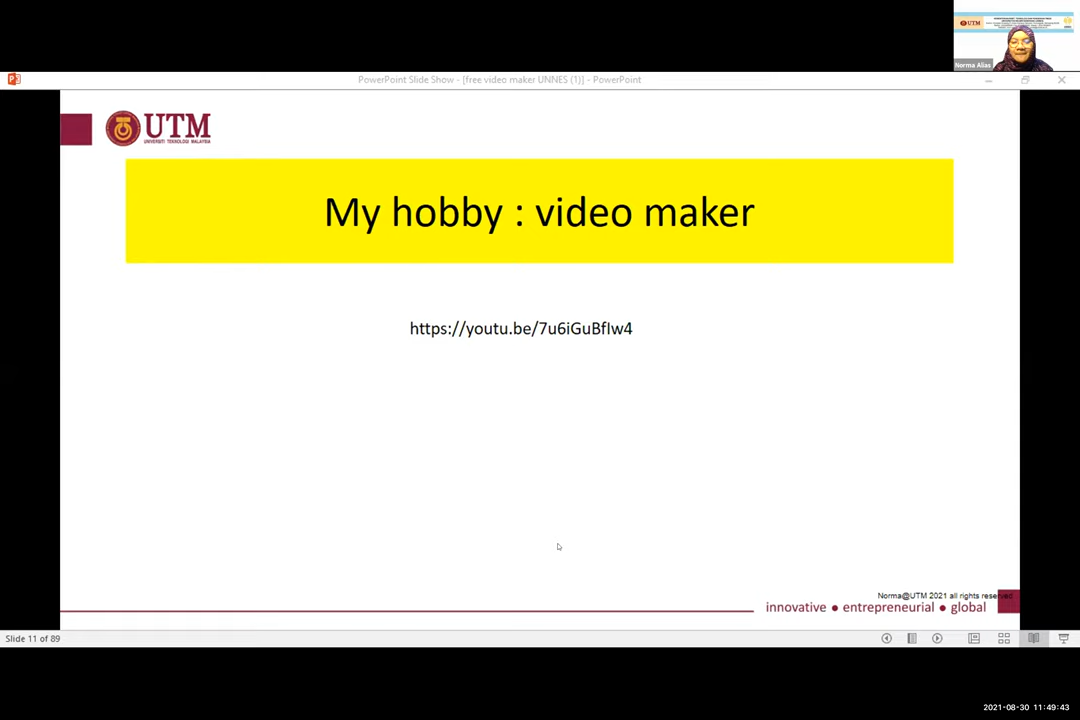 UTM
Norma Alias
PowerPoint Slide Show - [free video maker UNNES (1)] - PowerPoint
UTM
UNIVERSITI TEKNOLOGI MALAYSIA
My hobby : video maker
https://youtu.be/7u6iGuBfIw4
Norma@UTM 2021 all rights reserved
innovative ● entrepreneurial ● global
Slide 11 of 89
2021-08-30 11:49:43